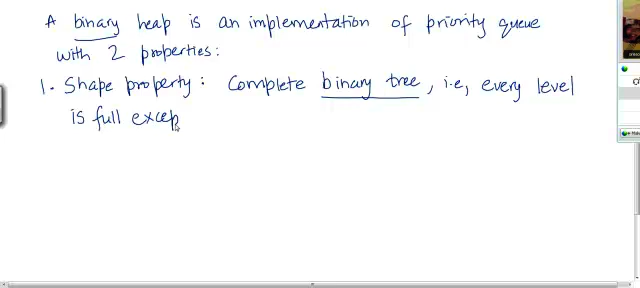 A binary heap is an implementation of priority queue
with 2 properties:
1. Shape property: Complete binary tree, i.e, every level
is full excep